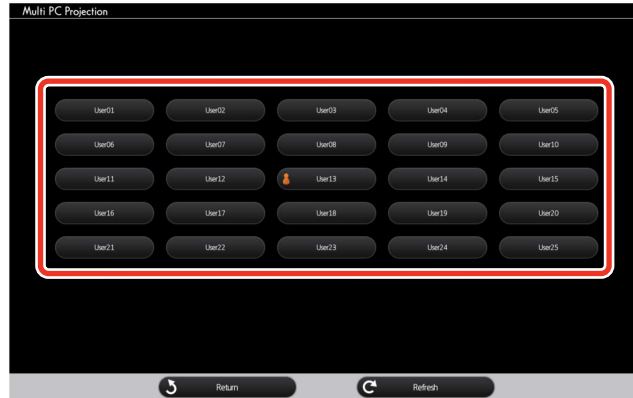 Multi PC Projection
User01 User02 User03 User04 User05
User06 User07 User08 User09 User10
User11 User12 User13 User14 User15
User16 User17 User18 User19 User20
User21 User22 User23 User24 User25
Return Refresh